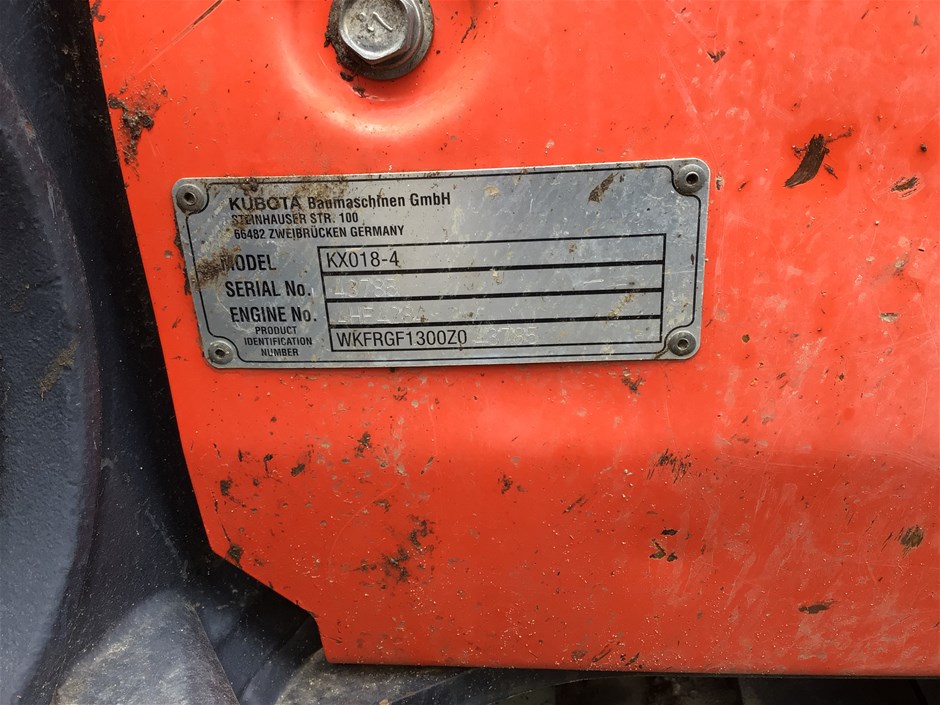 KUBOTA Baumaschinen GmbH
STEINHAUSER STR. 100
66482 ZWEIBRÜCKEN GERMANY
MODEL KX018-4
SERIAL No.
ENGINE No.
PRODUCT
IDENTIFICATION
NUMBER WKFRGF1300Z0